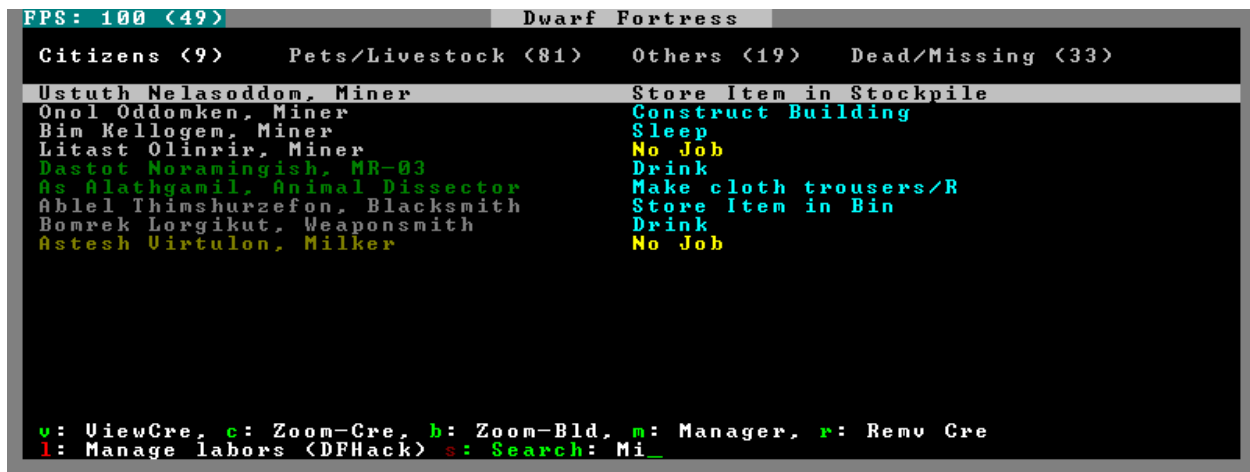 FPS: 100 (49) Dwarf Fortress
Citizens (9) Pets/Livestock (81) Others (19) Dead/Missing (33)
Ustuth Nelasoddom, Miner Store Item in Stockpile
Onol Oddomken, Miner Construct Building
Bim Kellogem, Miner Sleep
Litast Olinrir, Miner No Job
Dastot Noramingish, MR-03 Drink
As Alathgamil, Animal Dissector Make cloth trousers/R
Ablel Thimshurzefon, Blacksmith Store Item in Bin
Bomrek Lorgikut, Weaponsmith Drink
Astesh Virtulon, Milker No Job
v: ViewCre, c: Zoom-Cre, b: Zoom-Bld, m: Manager, r: Remv Cre
l: Manage labors (DFHack) s: Search: Mi_